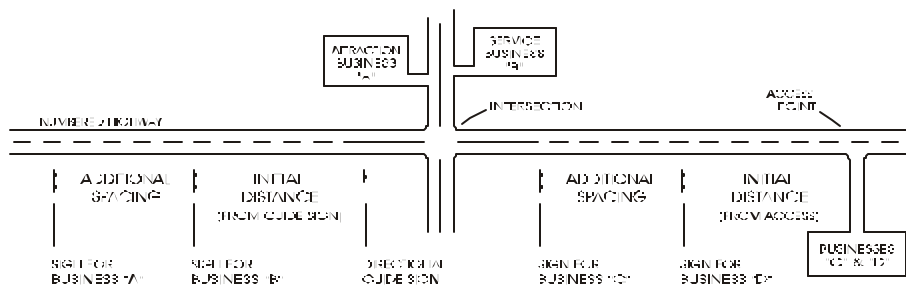 ATTRACTION
BUSINESS
"A"
SERVICE
BUSINESS
"B"
INTERSECTION
ACCESS
POINT
NUMBERED HIGHWAY
ADDITIONAL
SPACING
INITIAL
DISTANCE
(FROM GUIDE SIGN)
ADDITIONAL
SPACING
INITIAL
DISTANCE
(FROM ACCESS)
SIGN FOR
BUSINESS "A"
SIGN FOR
BUSINESS "B"
DIRECTIONAL
GUIDE SIGN
SIGN FOR
BUSINESS "C"
SIGN FOR
BUSINESS "D"
BUSINESSES
"C" & "D"